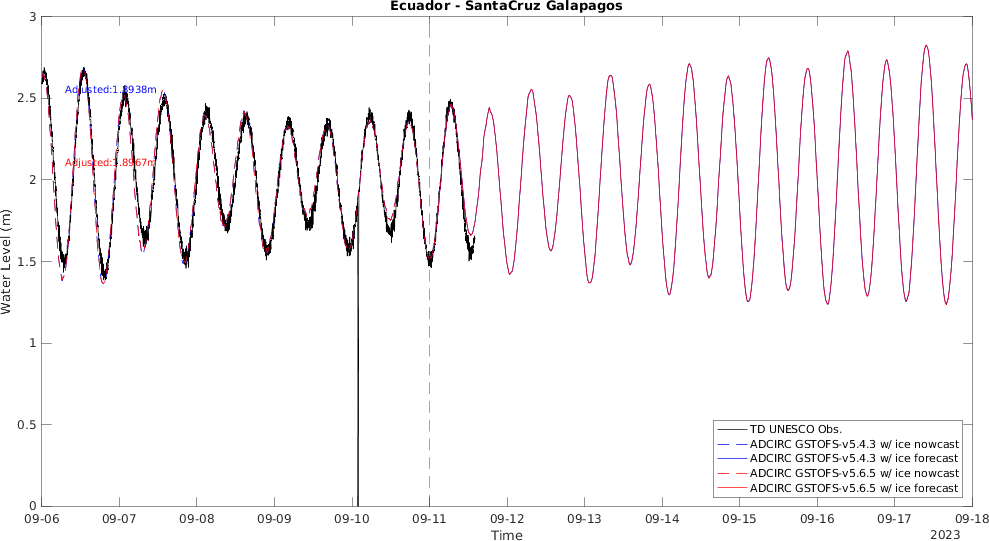 Ecuador - SantaCruz Galapagos
3
2.5
2
1.5
1
0.5
0
Water Level (m)
Adjusted:1.8938m
Adjusted:1.8967m
TD UNESCO Obs.
ADCIRC GSTOFS-v5.4.3 w/ ice nowcast
ADCIRC GSTOFS-v5.4.3 w/ ice forecast
ADCIRC GSTOFS-v5.6.5 w/ ice nowcast
ADCIRC GSTOFS-v5.6.5 w/ ice forecast
09-06 09-07 09-08 09-09 09-10 09-11 09-12 09-13 09-14 09-15 09-16 09-17 09-18
Time
2023